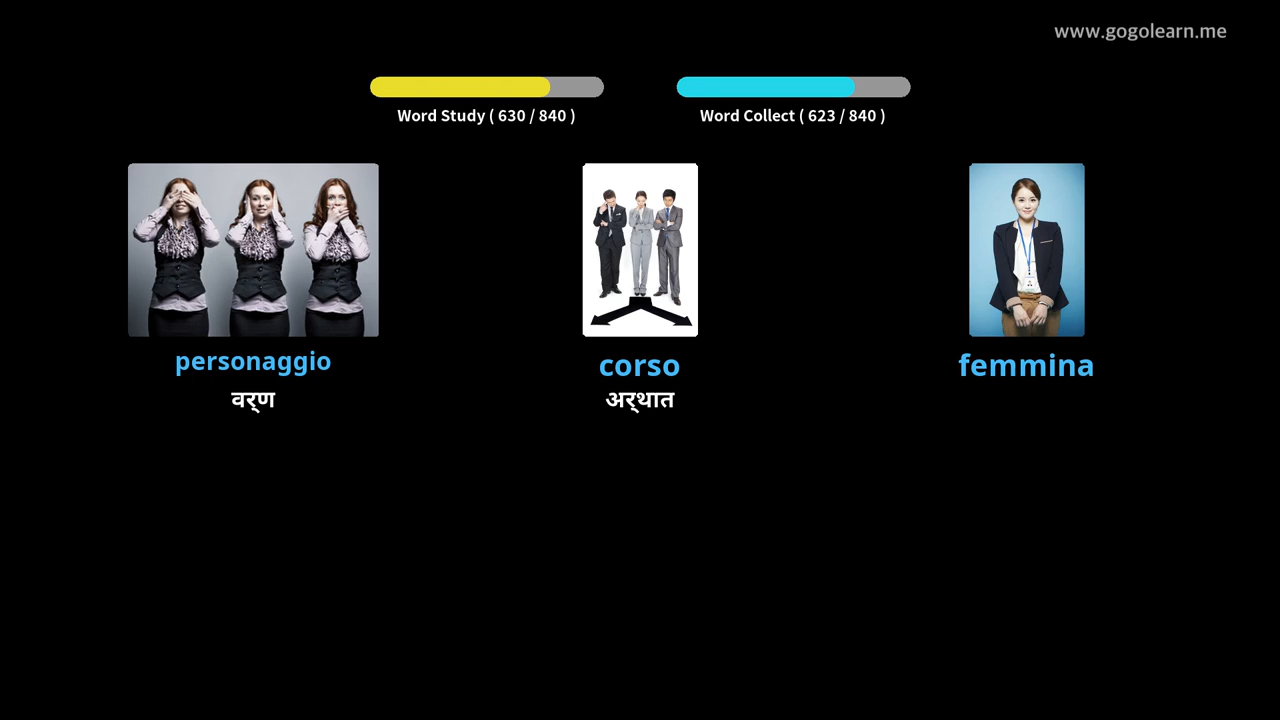 www.gogolearn.me
Word Study ( 630 / 840 )
Word Collect ( 623 / 840 )
personaggio
corso
femmina
वर्ण
अर्थात